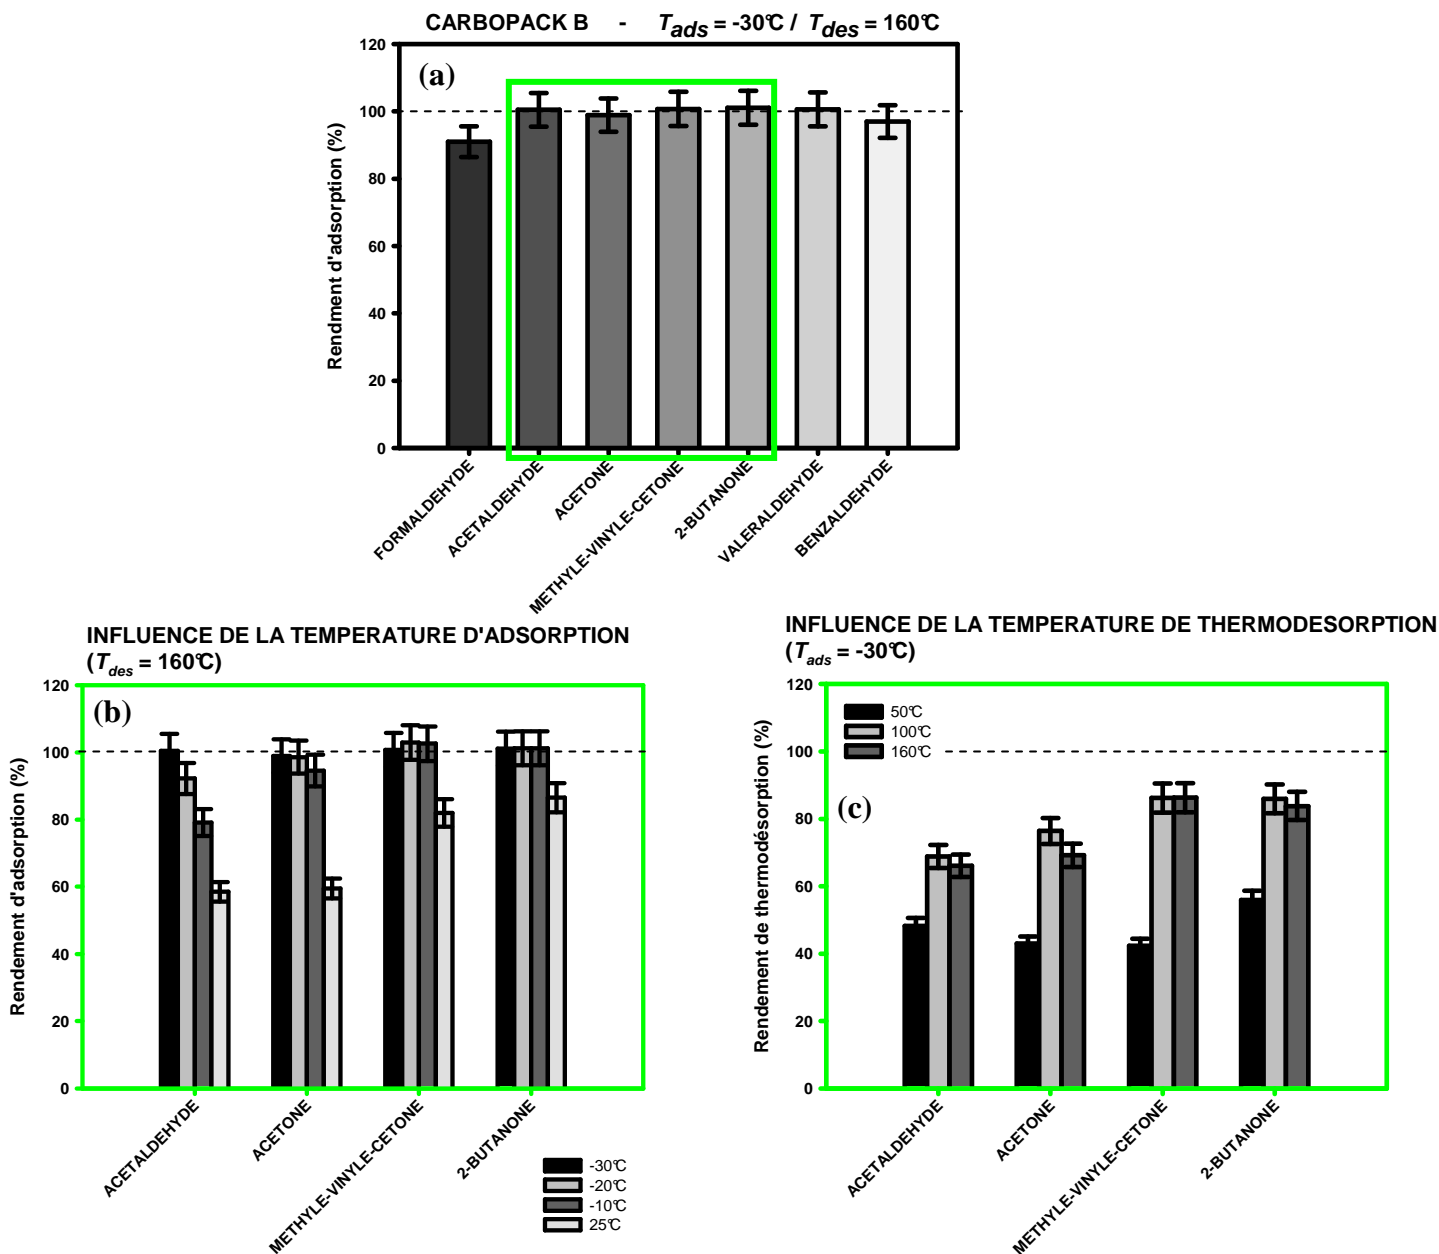 CARBOPACK B - Tads = -30°C / Tdes = 160°C
(a)
Rendment d'adsorption (%)
120
100
80
60
40
20
0
FORMALDEHYDE
ACETALDEHYDE
ACETONE
METHYLE-VINYLE-CETONE
2-BUTANONE
VALERALDEHYDE
BENZALDEHYDE
INFLUENCE DE LA TEMPERATURE D'ADSORPTION
(Tdes = 160°C)
(b)
Rendement d'adsorption (%)
120
100
80
60
40
20
0
ACETALDEHYDE
ACETONE
METHYLE-VINYLE-CETONE
2-BUTANONE
-30°C
-20°C
-10°C
25°C
INFLUENCE DE LA TEMPERATURE DE THERMODESORPTION
(Tads = -30°C)
50°C
100°C
160°C
(c)
Rendement de thermodésorption (%)
120
100
80
60
40
20
0
ACETALDEHYDE
ACETONE
METHYLE-VINYLE-CETONE
2-BUTANONE